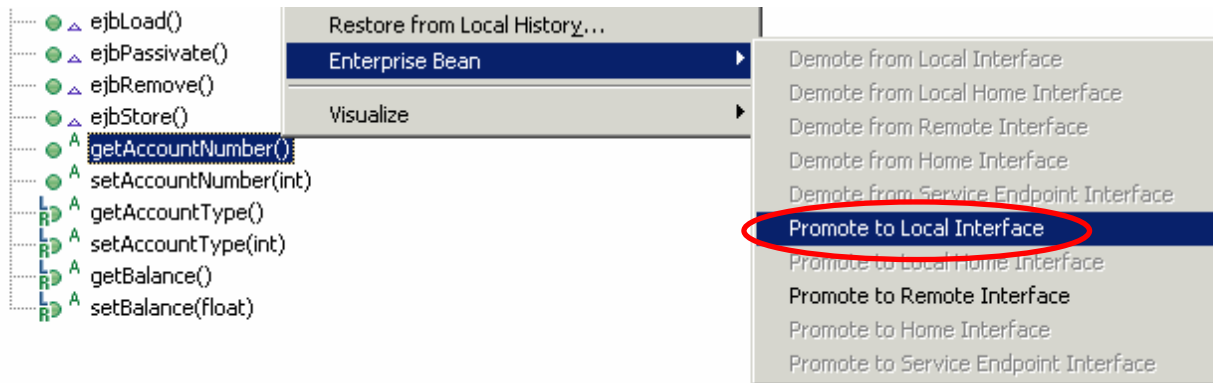 ejbLoad()
ejbPassivate()
ejbRemove()
ejbStore()
A getAccountNumber()
A setAccountNumber(int)
L R A getAccountType()
L R A setAccountType(int)
L R A getBalance()
L R A setBalance(float)
Restore from Local History...
Enterprise Bean
Visualize
Demote from Local Interface
Demote from Local Home Interface
Demote from Remote Interface
Demote from Home Interface
Demote from Service Endpoint Interface
Promote to Local Interface
Promote to Local Home Interface
Promote to Remote Interface
Promote to Home Interface
Promote to Service Endpoint Interface